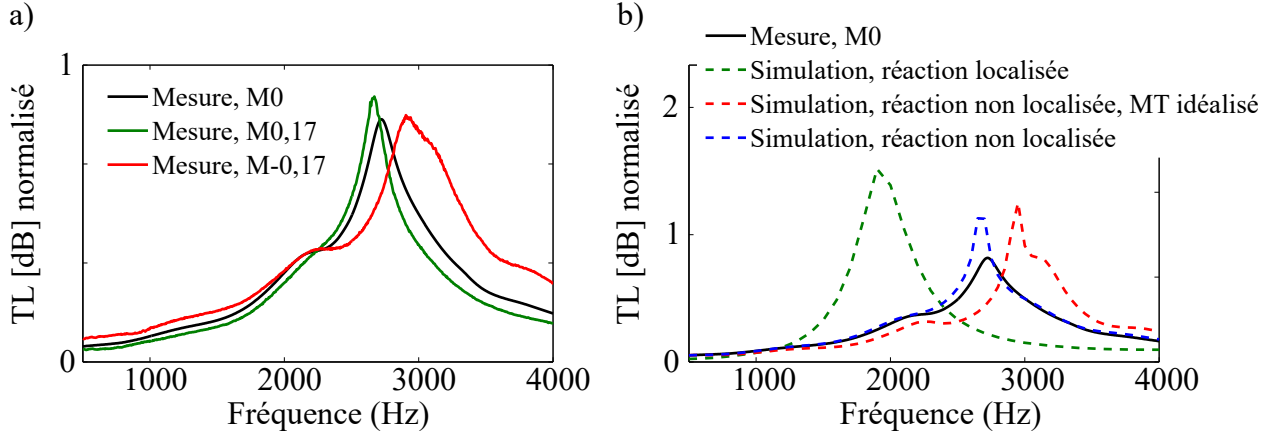 a)
TL [dB] normalisé
1
0
Mesure, M0
Mesure, M0,17
Mesure, M-0,17
1000 2000 3000 4000
Fréquence (Hz)
b)
Mesure, M0
Simulation, réaction localisée
Simulation, réaction non localisée, MT idéalisé
Simulation, réaction non localisée
TL [dB] normalisé
2
1
0
1000 2000 3000 4000
Fréquence (Hz)